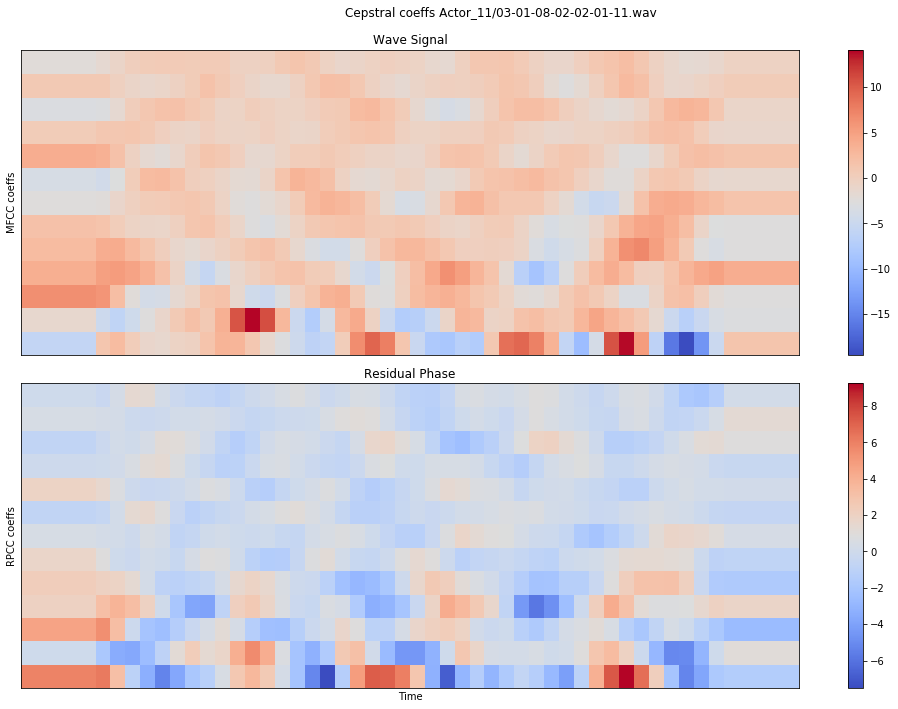 Cepstral coeffs Actor_11/03-01-08-02-02-01-11.wav
Wave Signal
MFCC coeffs
10
5
0
−5
−10
−15
Residual Phase
RPCC coeffs
Time
8
6
4
2
0
−2
−4
−6